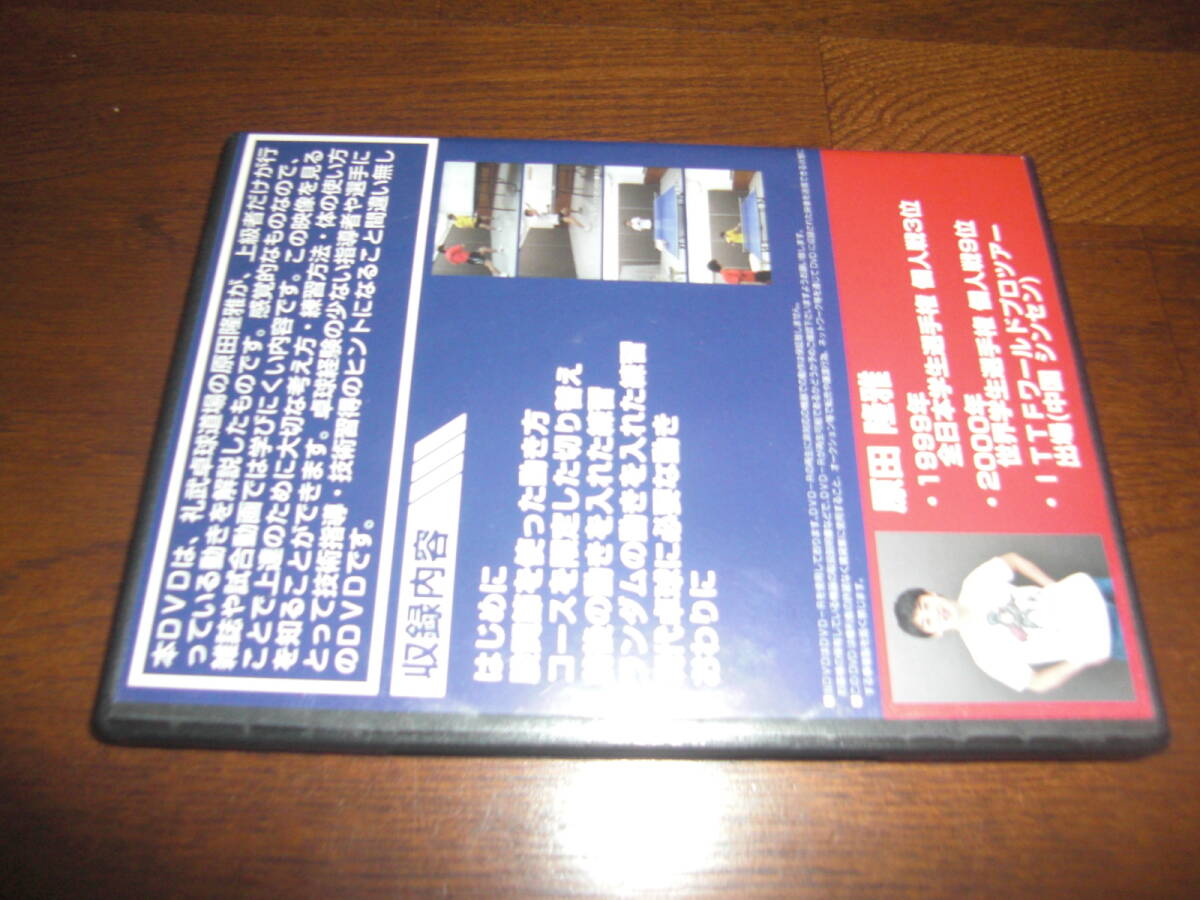 本DVDは、礼武卓球道場の原田隆雅が、上級者だけが行
っている動きを解説したものです。感覚的なものなので、
雑誌や試合動画では学びにくい内容です。この映像を見る
ことで上達のために大切な考え方・練習方法・体の使い方
を知ることができます。卓球経験の少ない指導者や選手に
とって技術指導・技術習得のヒントになること間違い無し
のDVDです。
収録内容
はじめに
を使った動き方
コースを限定した切り替え
の動きを入れた練習
ランダムの動きを入れた練習
現代卓球に必要な動き
おわりに
原田 隆雅
・1999年
全日本学生選手権 個人戦3位
・2000年
世界学生選手権 個人戦9位
・ITTFワールドプロツアー
出場(中国 シンセン)